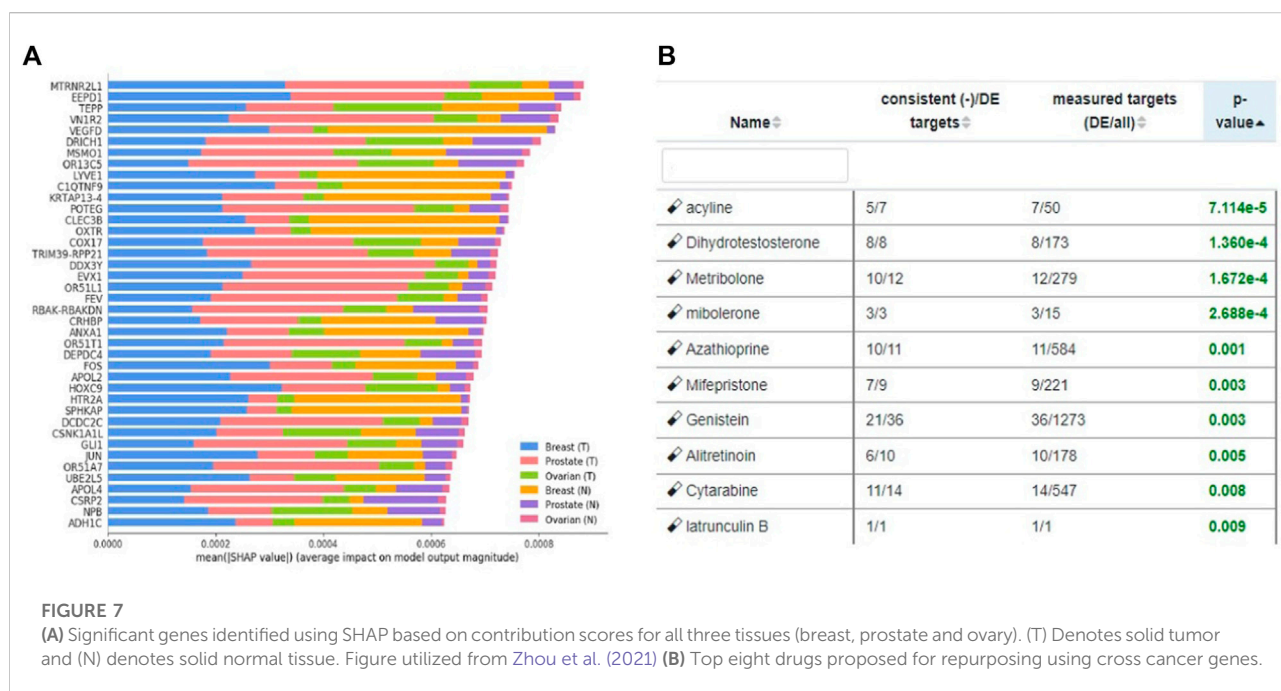 A
MTRNR2L1
EEPD1
TEPP
VN1R2
VEGFD
DRICH1
MSMO1
OR13C5
LYVE1
C1QTNF9
KRTAP13-4
POTEG
CLEC3B
OXTR
COX17
TRIM39-RPP21
DDX3Y
EVX1
OR51L1
FEV
RBAK-RBAKDN
CRHBP
ANXA1
OR51T1
DEPDC4
FOS
APOL2
HOXC9
HTR2A
SPHKAP
DCDC2C
CSNK1A1L
GLI1
JUN
OR51A7
UBE2L5
APOL4
CSRP2
NPB
ADH1C
Breast (T)
Prostate (T)
Ovarian (T)
Breast (N)
Prostate (N)
Ovarian (N)
0.0000 0.0002 0.0004 0.0006 0.0008
mean(|SHAP value|) (average impact on model output magnitude)
B
consistent (-)/DE measured targets p-
Name targets (DE/all) value
acyline 5/7 7/50 7.114e-5
Dihydrotestosterone 8/8 8/173 1.360e-4
Metribolone 10/12 12/279 1.672e-4
mibolerone 3/3 3/15 2.688e-4
Azathioprine 10/11 11/584 0.001
Mifepristone 7/9 9/221 0.003
Genistein 21/36 36/1273 0.003
Alitretinoin 6/10 10/178 0.005
Cytarabine 11/14 14/547 0.008
latrunculin B 1/1 1/1 0.009
FIGURE 7
(A) Significant genes identified using SHAP based on contribution scores for all three tissues (breast, prostate and ovary). (T) Denotes solid tumor
and (N) denotes solid normal tissue. Figure utilized from Zhou et al. (2021) (B) Top eight drugs proposed for repurposing using cross cancer genes.